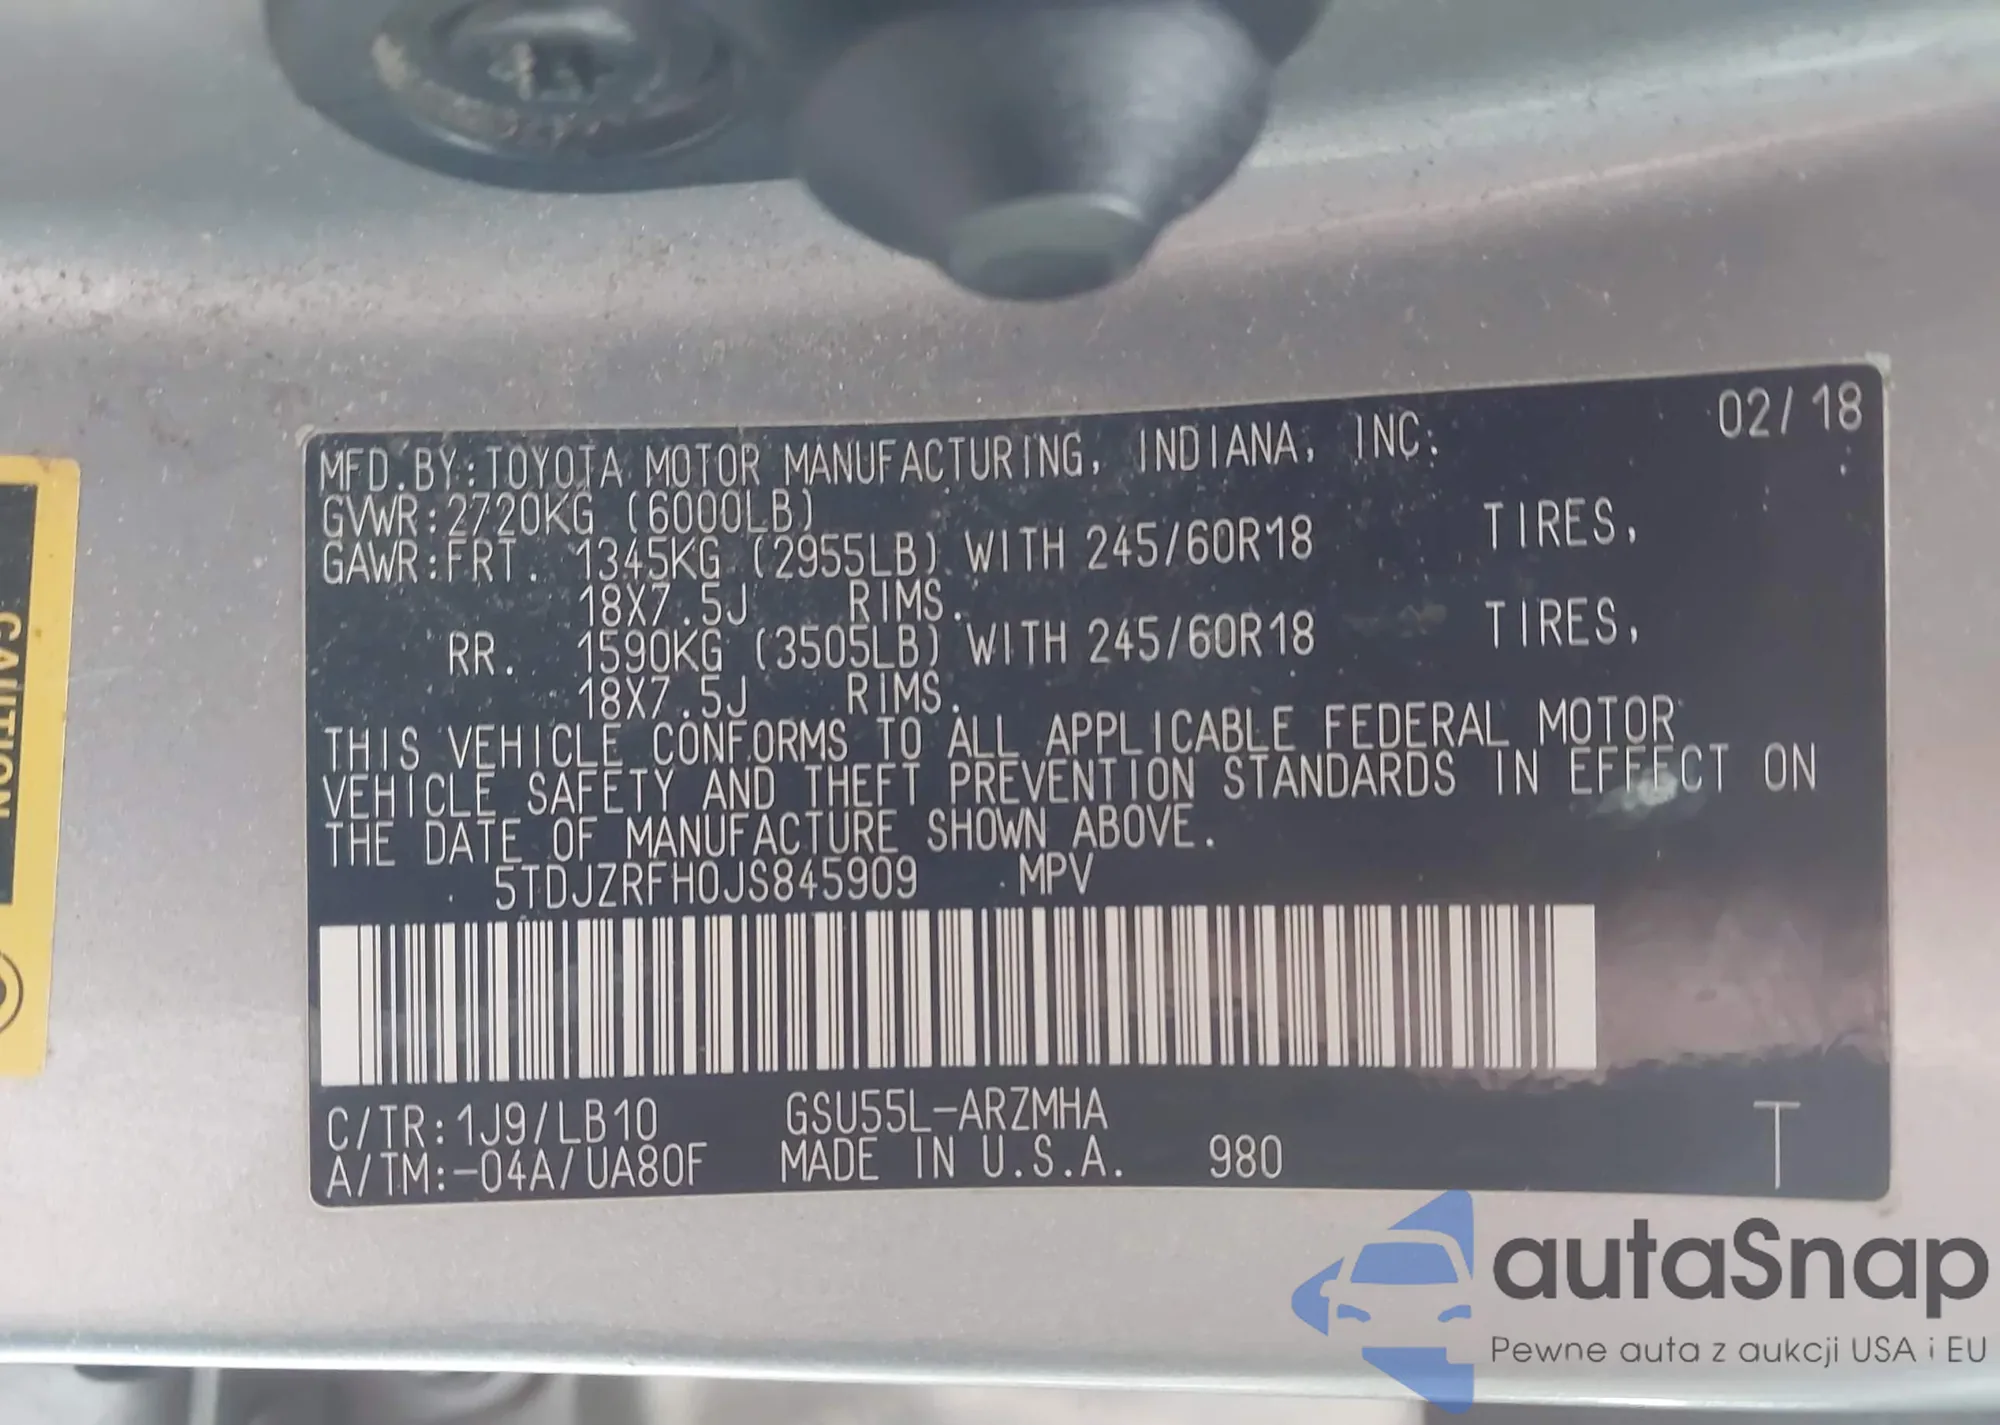 02/18
MFD.BY:TOYOTA MOTOR MANUFACTURING, INDIANA, INC.
GVWR:2720KG (6000LB)
GAWR:FRT. 1345KG (2955LB) WITH 245/60R18 TIRES,
18X7.5J RIMS.
RR. 1590KG (3505LB) WITH 245/60R18 TIRES,
18X7.5J RIMS.
THIS VEHICLE CONFORMS TO ALL APPLICABLE FEDERAL MOTOR
VEHICLE SAFETY AND THEFT PREVENTION STANDARDS IN EFFECT ON
THE DATE OF MANUFACTURE SHOWN ABOVE.
5TDJZRFH0JS845909 MPV
C/TR:1J9/LB10 GSU55L-ARZMHA
A/TM:-04A/UA80F MADE IN U.S.A. 980 T
CAUTION
autaSnap
Pewne auta z aukcji USA i EU